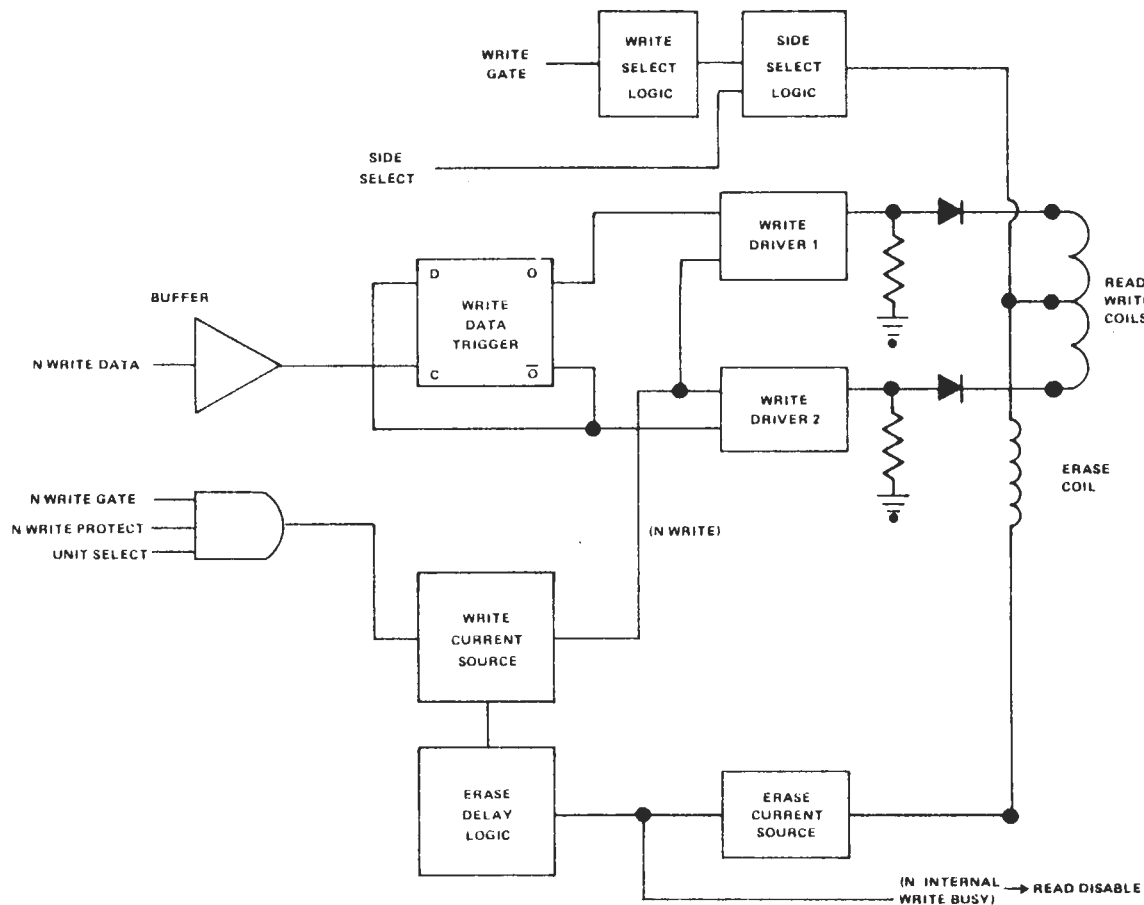 WRITE
GATE
WRITE
SELECT
LOGIC
SIDE
SELECT
LOGIC
SIDE
SELECT
WRITE
DRIVER 1
BUFFER
D O
WRITE
DATA
TRIGGER
C O
READ
WRIT
COILS
N WRITE DATA
WRITE
DRIVER 2
ERASE
COIL
N WRITE GATE
N WRITE PROTECT
UNIT SELECT
(N WRITE)
WRITE
CURRENT
SOURCE
ERASE
DELAY
LOGIC
ERASE
CURRENT
SOURCE
(N INTERNAL
WRITE BUSY)
READ DISABLE